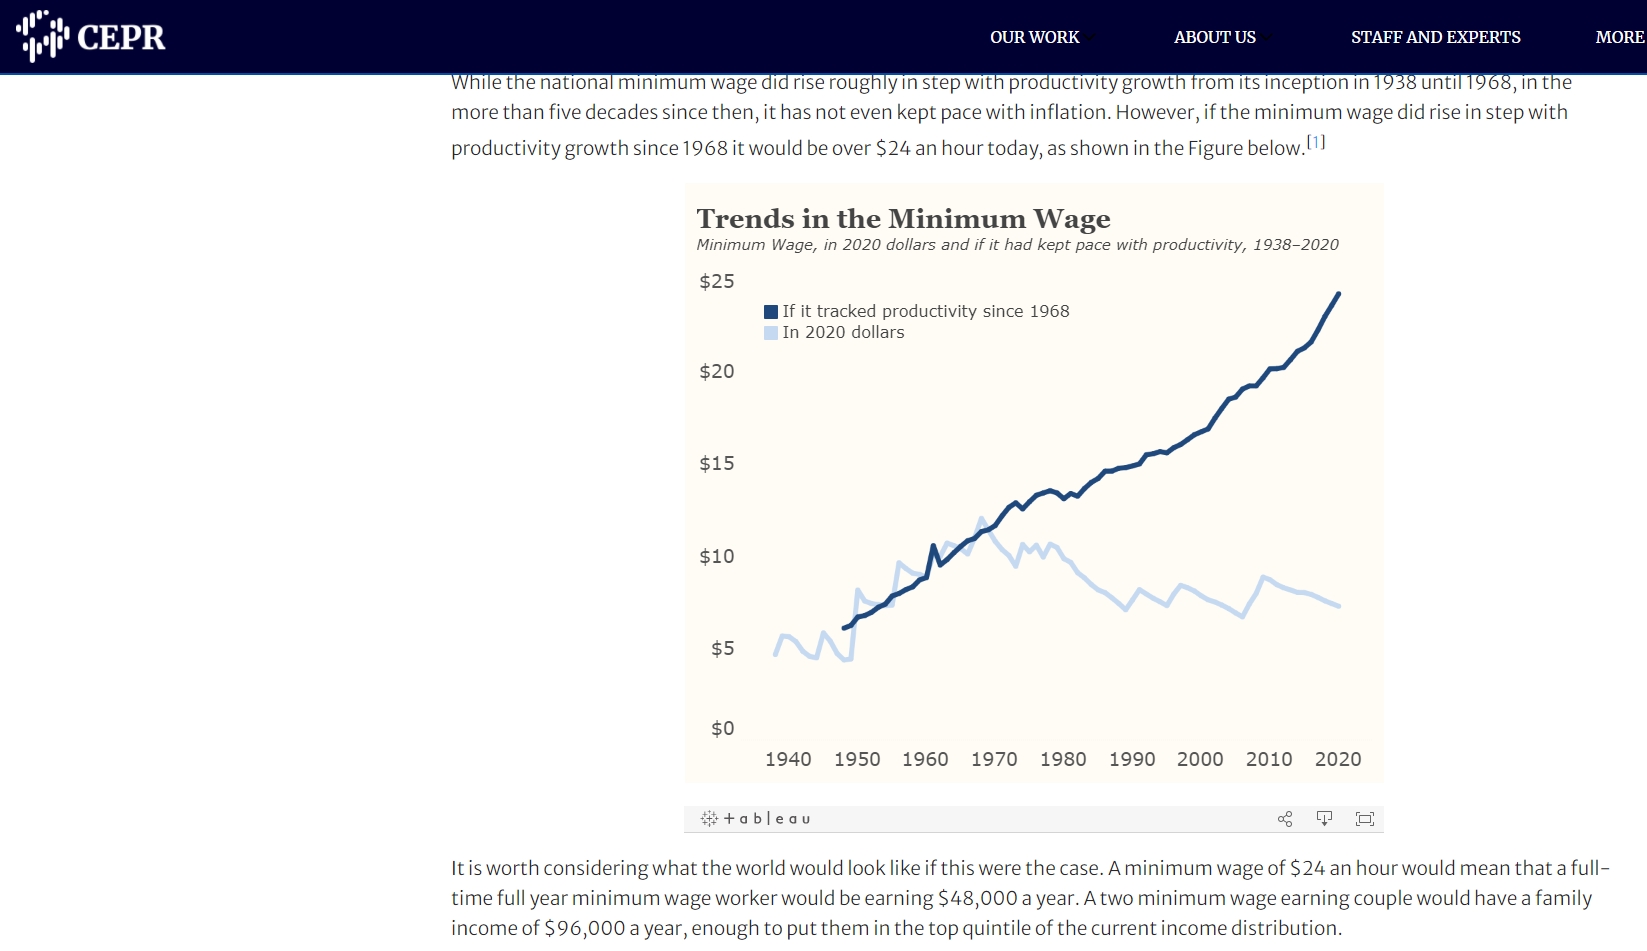 CEPR
OUR WORK
ABOUT US
STAFF AND EXPERTS
MORE
While the national minimum wage did rise roughly in step with productivity growth from its inception in 1938 until 1968, in the
more than five decades since then, it has not even kept pace with inflation. However, if the minimum wage did rise in step with
productivity growth since 1968 it would be over $24 an hour today, as shown in the Figure below.[1]
Trends in the Minimum Wage
Minimum Wage, in 2020 dollars and if it had kept pace with productivity, 1938–2020
$25
If it tracked productivity since 1968
In 2020 dollars
$20
$15
$10
$5
$0
1940 1950 1960 1970 1980 1990 2000 2010 2020
+ableau
It is worth considering what the world would look like if this were the case. A minimum wage of $24 an hour would mean that a full-
time full year minimum wage worker would be earning $48,000 a year. A two minimum wage earning couple would have a family
income of $96,000 a year, enough to put them in the top quintile of the current income distribution.